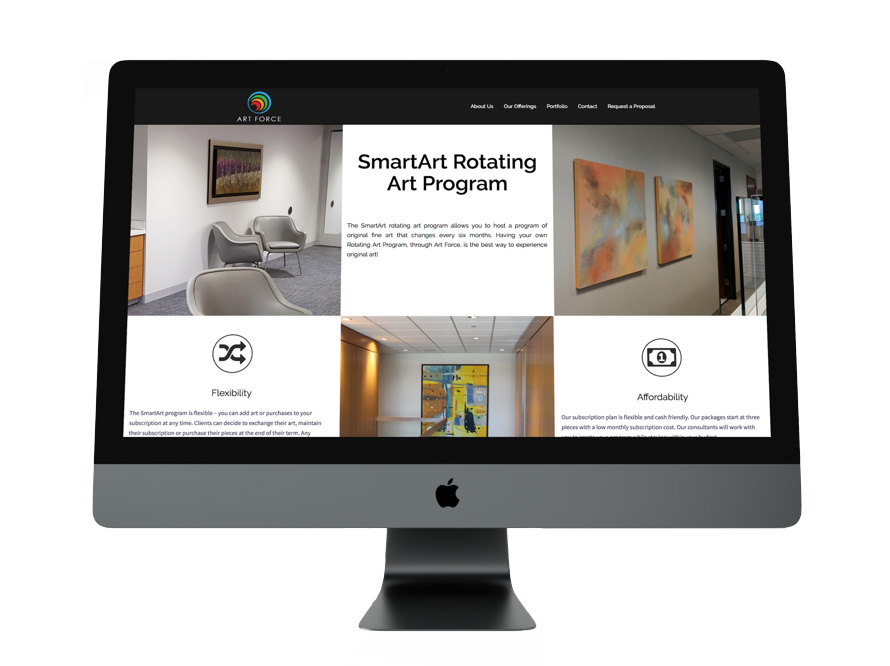 ART FORCE
About Us Our Offerings Portfolio Contact Request a Proposal
SmartArt Rotating
Art Program
The SmartArt rotating art program allows you to host a program of
original fine art that changes every six months. Having your own
Rotating Art Program, through Art Force, is the best way to experience
original art!
Flexibility
The SmartArt program is flexible – you can add art or purchases to your
subscription at any time. Clients can decide to exchange their art, maintain
their subscription or purchase their pieces at the end of their term. Any
1
Affordability
Our subscription plan is flexible and cash friendly. Our packages start at three
pieces with a low monthly subscription cost. Our consultants will work with